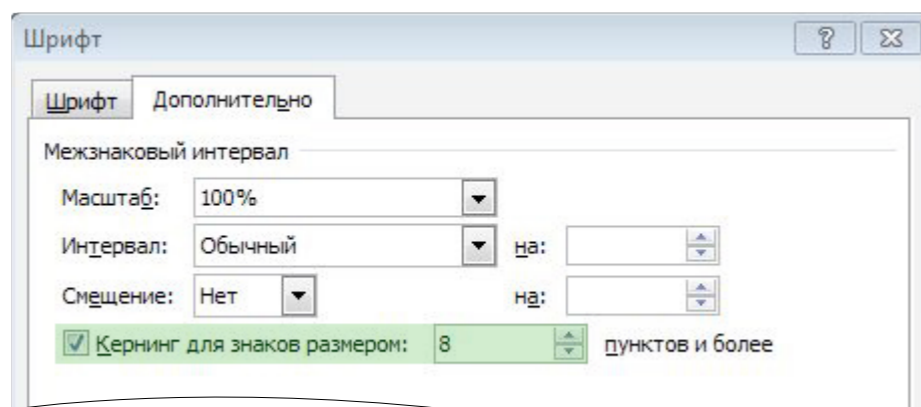 Шрифт
Шрифт Дополнительно
Межзнаковый интервал
Масштаб: 100%
Интервал: Обычный на:
Смещение: Нет на:
Кернинг для знаков размером: 8 пунктов и более